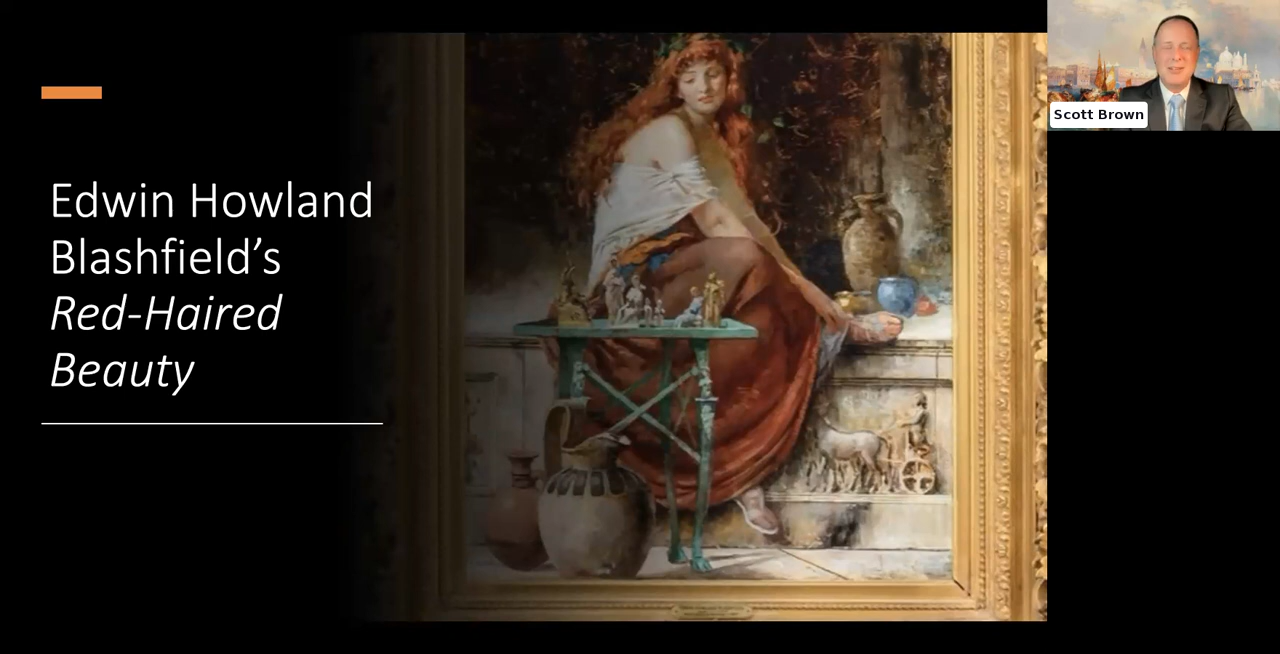 Edwin Howland
Blashfield’s
Red-Haired
Beauty
Scott Brown